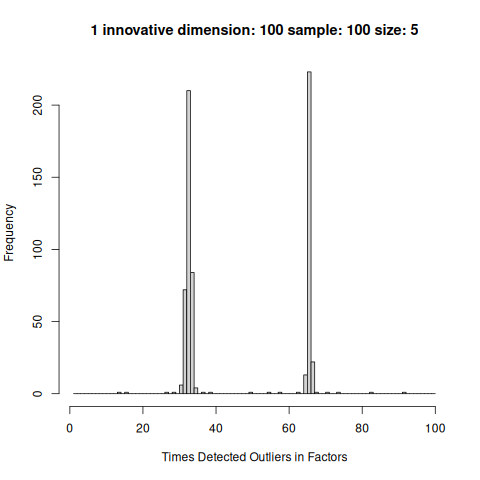 1 innovative dimension: 100 sample: 100 size: 5
Frequency
200
150
100
50
0
0 20 40 60 80 100
Times Detected Outliers in Factors